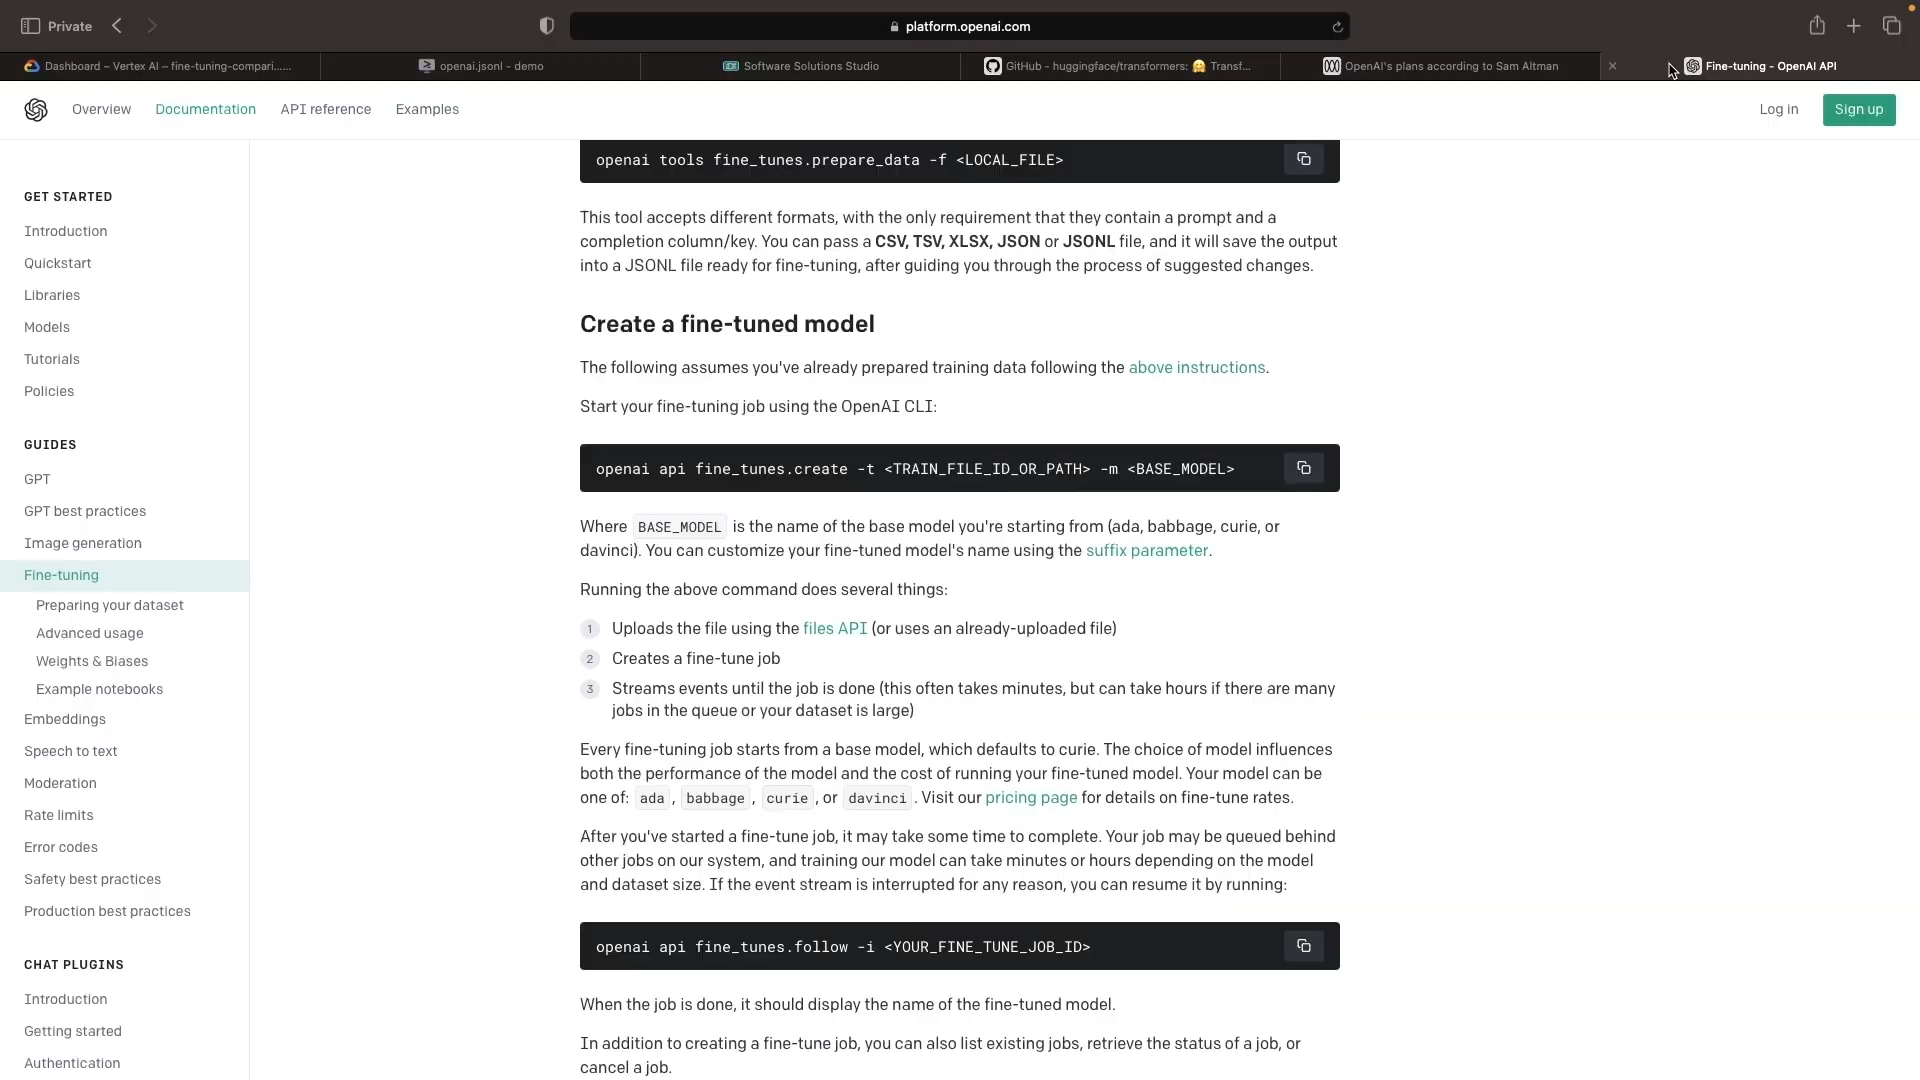 Private
platform.openai.com
Dashboard – Vertex AI – fine-tuning-compari......
openai.jsonl - demo
Software Solutions Studio
GitHub - huggingface/transformers: 🤗 Transf...
OpenAI's plans according to Sam Altman
Fine-tuning - OpenAI API
Overview
Documentation
API reference
Examples
Log in
Sign up
GET STARTED
Introduction
Quickstart
Libraries
Models
Tutorials
Policies
GUIDES
GPT
GPT best practices
Image generation
Fine-tuning
Preparing your dataset
Advanced usage
Weights & Biases
Example notebooks
Embeddings
Speech to text
Moderation
Rate limits
Error codes
Safety best practices
Production best practices
CHAT PLUGINS
Introduction
Getting started
Authentication
openai tools fine_tunes.prepare_data -f <LOCAL_FILE>
This tool accepts different formats, with the only requirement that they contain a prompt and a
completion column/key. You can pass a CSV, TSV, XLSX, JSON or JSONL file, and it will save the output
into a JSONL file ready for fine-tuning, after guiding you through the process of suggested changes.
Create a fine-tuned model
The following assumes you've already prepared training data following the above instructions.
Start your fine-tuning job using the OpenAI CLI:
openai api fine_tunes.create -t <TRAIN_FILE_ID_OR_PATH> -m <BASE_MODEL>
Where BASE_MODEL is the name of the base model you're starting from (ada, babbage, curie, or
davinci). You can customize your fine-tuned model's name using the suffix parameter.
Running the above command does several things:
1 Uploads the file using the files API (or uses an already-uploaded file)
2 Creates a fine-tune job
3 Streams events until the job is done (this often takes minutes, but can take hours if there are many
jobs in the queue or your dataset is large)
Every fine-tuning job starts from a base model, which defaults to curie. The choice of model influences
both the performance of the model and the cost of running your fine-tuned model. Your model can be
one of: ada, babbage, curie, or davinci. Visit our pricing page for details on fine-tune rates.
After you've started a fine-tune job, it may take some time to complete. Your job may be queued behind
other jobs on our system, and training our model can take minutes or hours depending on the model
and dataset size. If the event stream is interrupted for any reason, you can resume it by running:
openai api fine_tunes.follow -i <YOUR_FINE_TUNE_JOB_ID>
When the job is done, it should display the name of the fine-tuned model.
In addition to creating a fine-tune job, you can also list existing jobs, retrieve the status of a job, or
cancel a job.